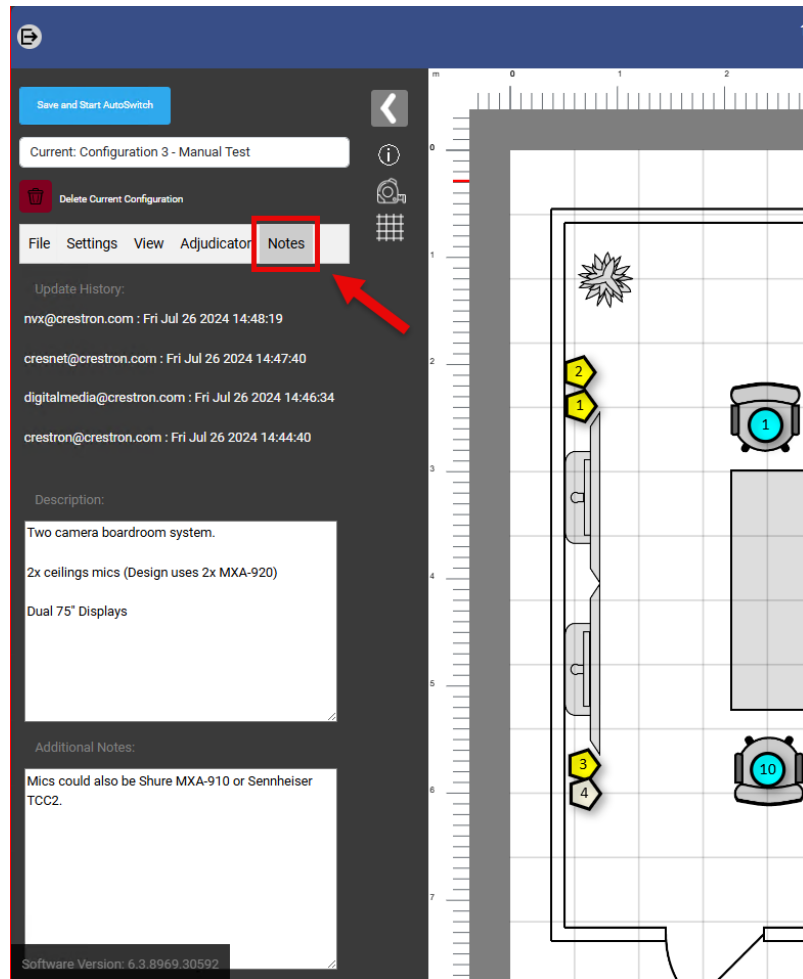 Save and Start AutoSwitch
Current: Configuration 3 - Manual Test
Delete Current Configuration
File Settings View Adjudicator Notes
Update History:
nvx@crestron.com : Fri Jul 26 2024 14:48:19
cresnet@crestron.com : Fri Jul 26 2024 14:47:40
digitalmedia@crestron.com : Fri Jul 26 2024 14:46:34
crestron@crestron.com : Fri Jul 26 2024 14:44:40
Description:
Two camera boardroom system.
2x ceilings mics (Design uses 2x MXA-920)
Dual 75" Displays
Additional Notes:
Mics could also be Shure MXA-910 or Sennheiser
TCC2.
Software Version: 6.3.8969.30592
m 0 1 2
0
1
2
3
4
5
6
7
2
1
1
3
4
10